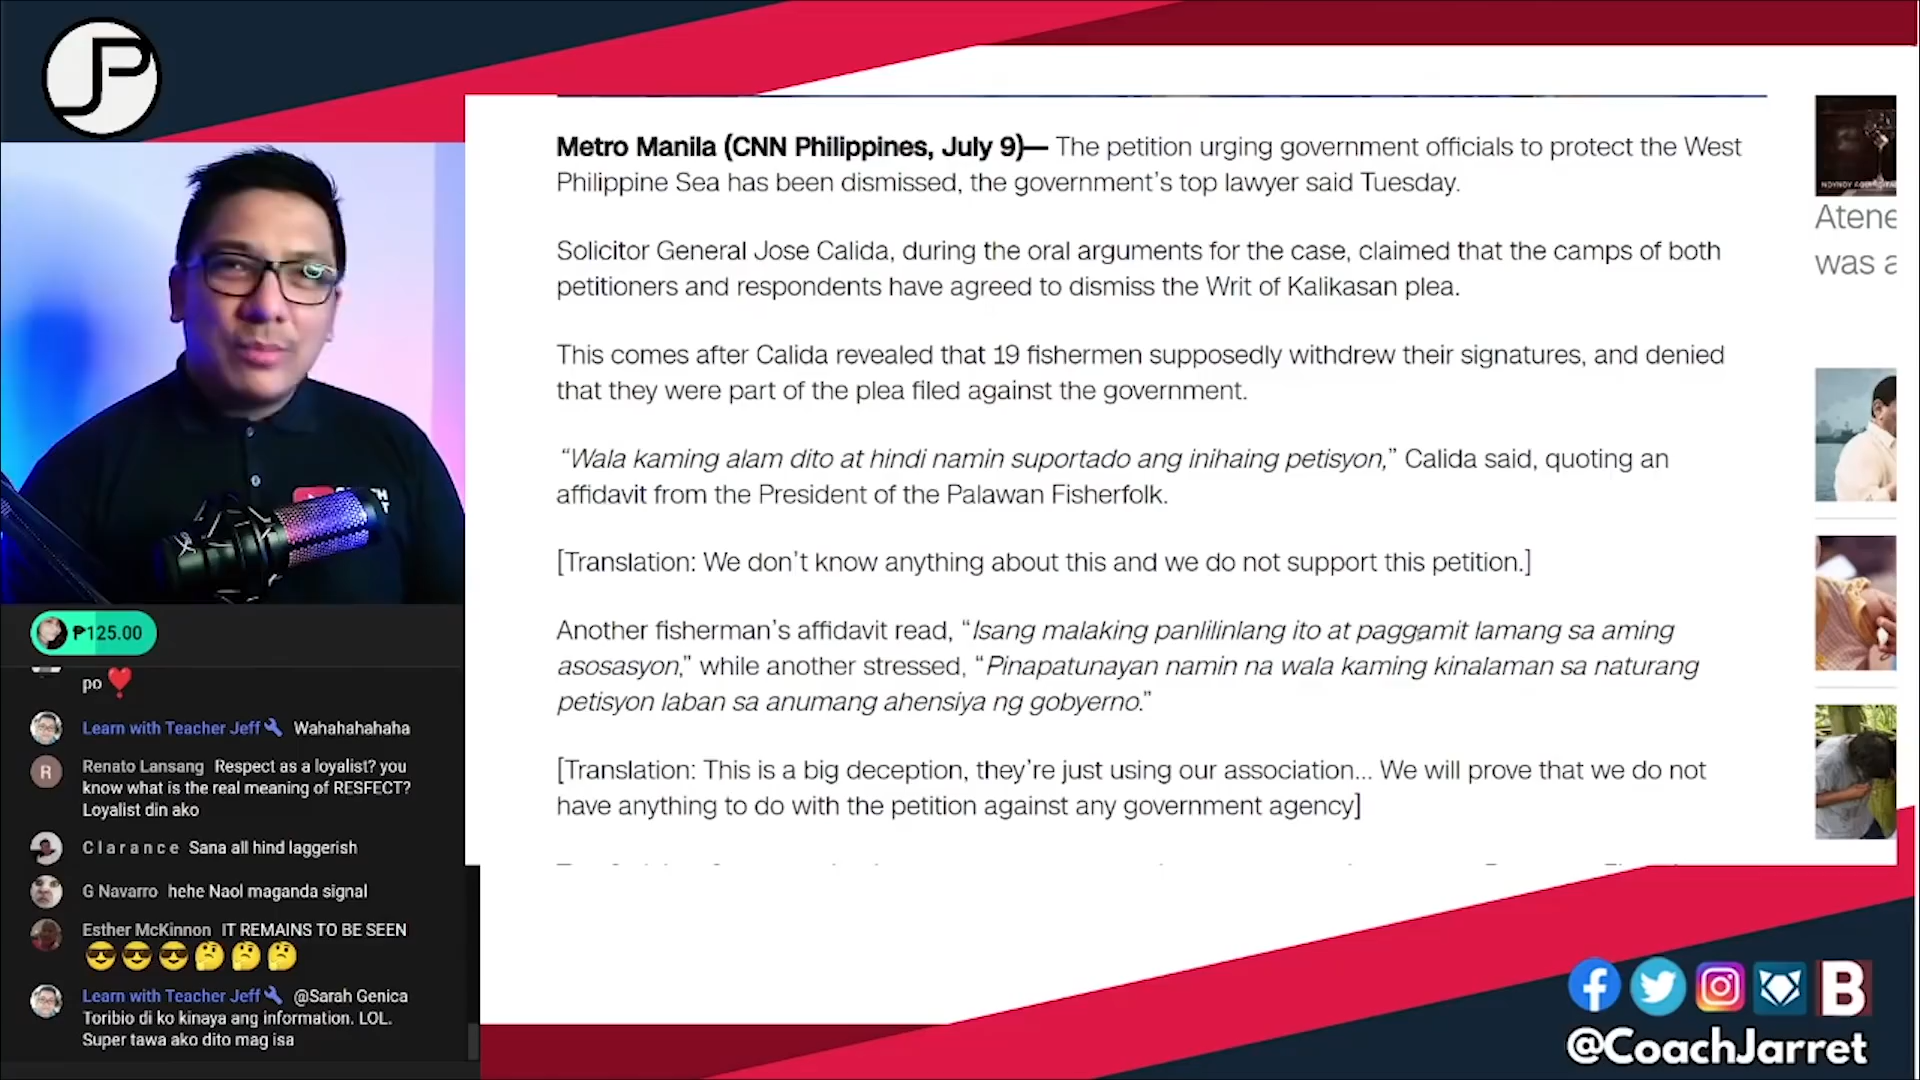 JP
Metro Manila (CNN Philippines, July 9)— The petition urging government officials to protect the West
Philippine Sea has been dismissed, the government's top lawyer said Tuesday.
Solicitor General Jose Calida, during the oral arguments for the case, claimed that the camps of both
petitioners and respondents have agreed to dismiss the Writ of Kalikasan plea.
This comes after Calida revealed that 19 fishermen supposedly withdrew their signatures, and denied
that they were part of the plea filed against the government.
“Wala kaming alam dito at hindi namin suportado ang inihaing petisyon,” Calida said, quoting an
affidavit from the President of the Palawan Fisherfolk.
[Translation: We don't know anything about this and we do not support this petition.]
Another fisherman's affidavit read, “Isang malaking panlilinlang ito at paggamit lamang sa aming
asosasyon,” while another stressed, “Pinapatunayan namin na wala kaming kinalaman sa naturang
petisyon laban sa anumang ahensiya ng gobyerno.”
[Translation: This is a big deception, they're just using our association... We will prove that we do not
have anything to do with the petition against any government agency]
Atene
was a
₱125.00
po ❤️
Learn with Teacher Jeff 🔧 Wahahahahaha
R
Renato Lansang Respect as a loyalist? you
know what is the real meaning of RESFECT?
Loyalist din ako
C l a r a n c e Sana all hind laggerish
G Navarro hehe Naol maganda signal
Esther McKinnon IT REMAINS TO BE SEEN
😎😎😎🤔🤔🤔
Learn with Teacher Jeff 🔧 @Sarah Genica
Toribio di ko kinaya ang information. LOL.
Super tawa ako dito mag isa
B
@CoachJarret